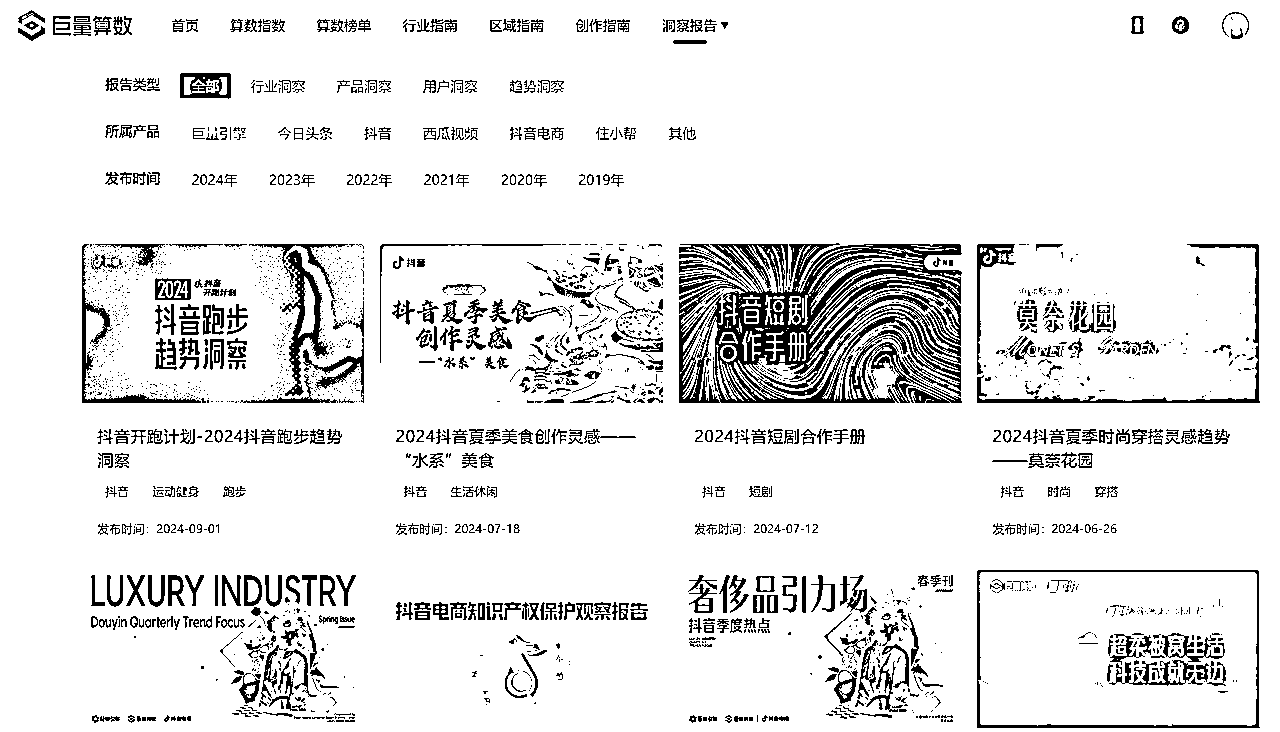 巨量算数 首页 算数指数 算数榜单 行业指南 区域指南 创作指南 洞察报告
报告类型 全部 行业洞察 产品洞察 用户洞察 趋势洞察
所属产品 巨量引擎 今日头条 抖音 西瓜视频 抖音电商 住小帮 其他
发布时间 2024年 2023年 2022年 2021年 2020年 2019年
2024 抖音
开跑计划
抖音跑步
趋势洞察
抖音
抖音夏季美食
创作灵感
——“水系”美食
抖音
抖音短剧
合作手册
莫奈花园
MONET'S GARDEN
抖音开跑计划-2024抖音跑步趋势
洞察
抖音 运动健身 跑步
发布时间：2024-09-01
2024抖音夏季美食创作灵感——
“水系”美食
抖音 生活休闲
发布时间：2024-07-18
2024抖音短剧合作手册
抖音 短剧
发布时间：2024-07-12
2024抖音夏季时尚穿搭灵感趋势
——莫奈花园
抖音 时尚 穿搭
发布时间：2024-06-26
LUXURY INDUSTRY
Douyin Quarterly Trend Focus
Spring Issue
抖音电商知识产权保护观察报告
奢侈品引力场
春季刊
抖音季度热点
超柔被窝生活
科技成就无边